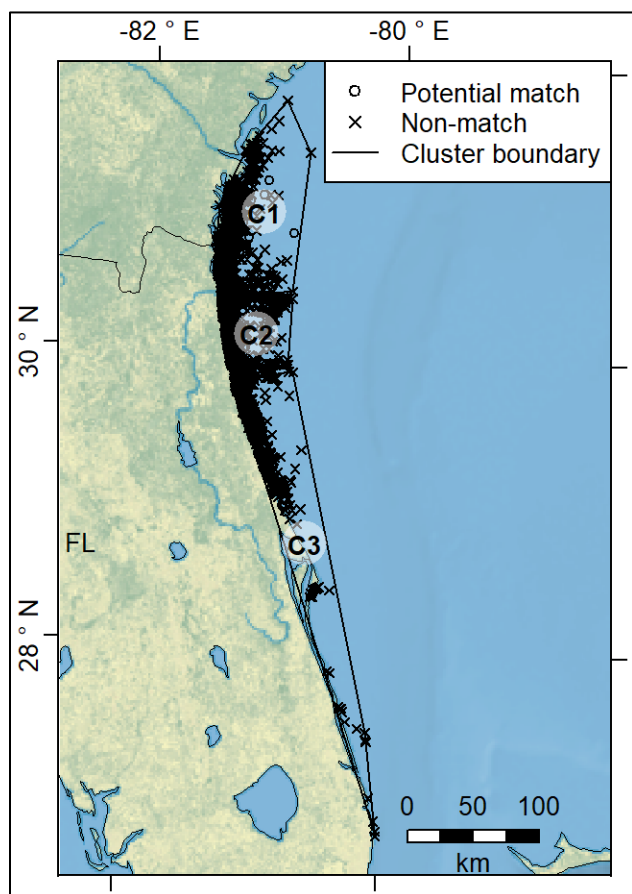 -82 ° E
-80 ° E
Potential match
Non-match
Cluster boundary
C1
C2
30 ° N
C3
FL
28 ° N
0 50 100
km